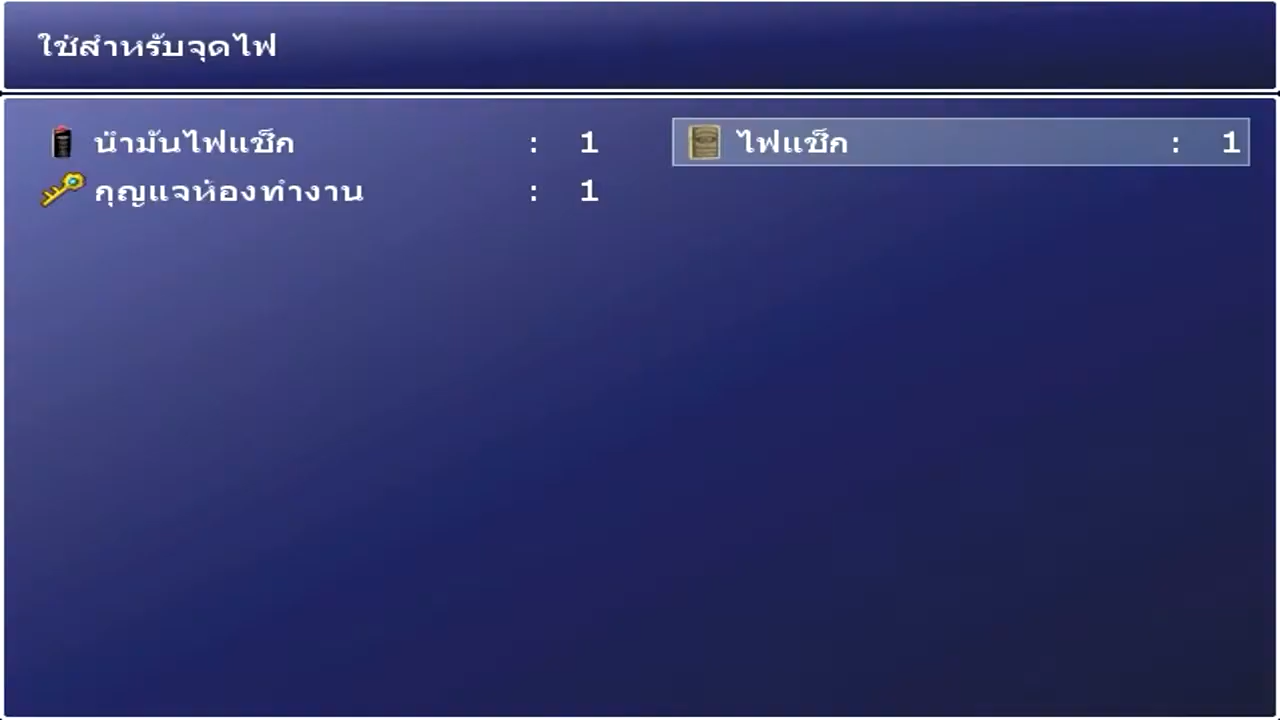 ใช้สำหรับจุดไฟ
น้ำมันไฟแช็ก : 1 ไฟแช็ก : 1
กุญแจห้องทำงาน : 1